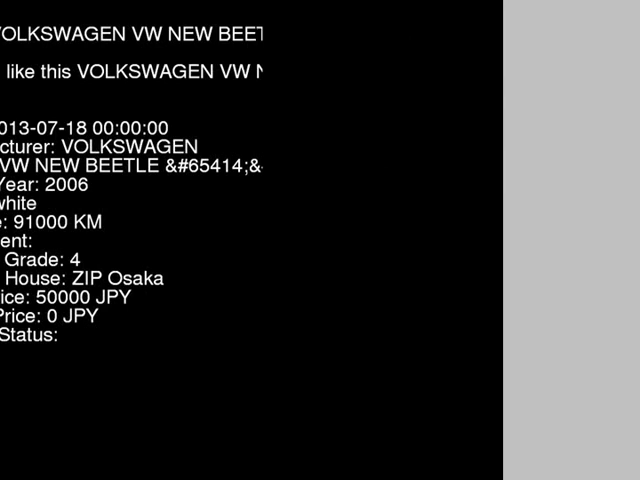 VOLKSWAGEN VW NEW BEET
like this VOLKSWAGEN VW N
013-07-18 00:00:00
cturer: VOLKSWAGEN
VW NEW BEETLE &#65414;&
Year: 2006
white
e: 91000 KM
ent:
Grade: 4
House: ZIP Osaka
ice: 50000 JPY
Price: 0 JPY
Status: